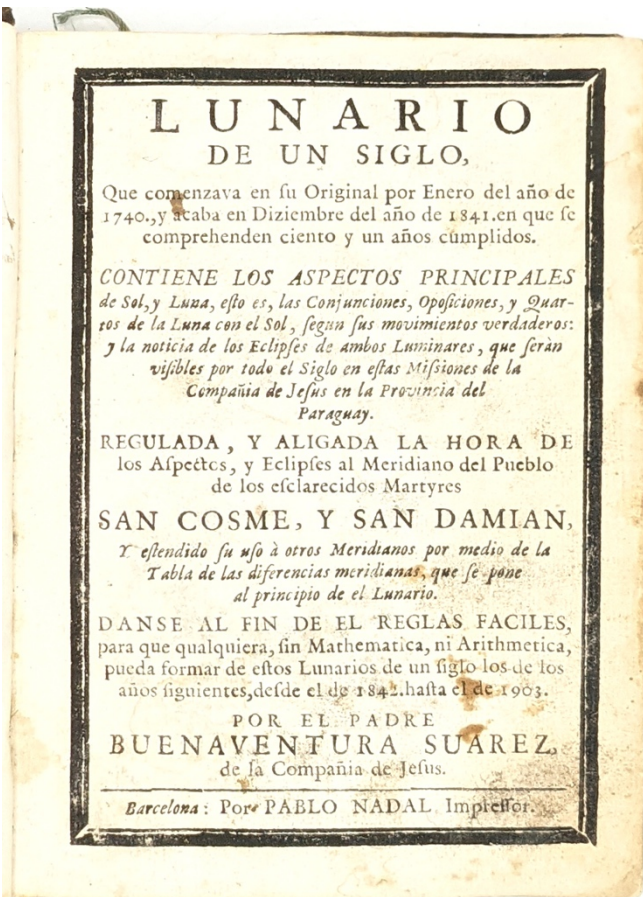 LUNARIO
DE UN SIGLO,
Que comenzava en ſu Original por Enero del año de
1740.,y acaba en Diziembre del año de 1841.en que ſe
comprehenden ciento y un años cumplidos.
CONTIENE LOS ASPECTOS PRINCIPALES
de Sol,y Luna, eſto es, las Conjunciones, Opoſiciones, y Quar-
tos de la Luna con el Sol, ſegun ſus movimientos verdaderos:
y la noticia de los Eclipſes de ambos Luminares, que ſeràn
viſibles por todo el Siglo en eſtas Miſsiones de la
Compañia de Jeſus en la Provincia del
Paraguay.
REGULADA, Y ALIGADA LA HORA DE
los Aſpectos, y Eclipſes al Meridiano del Pueblo
de los eſclarecidos Martyres
SAN COSME, Y SAN DAMIAN,
Y eſtendido ſu uſo à otros Meridianos por medio de la
Tabla de las diferencias meridianas, que ſe pone
al principio de el Lunario.
DANSE AL FIN DE EL REGLAS FACILES,
para que qualquiera, ſin Mathematica, ni Arithmetica,
pueda formar de eſtos Lunarios de un ſiglo los de los
años ſiguientes,deſde el de 1842.haſta el de 1903.
POR EL PADRE
BUENAVENTURA SUAREZ,
de la Compañia de Jeſus.
Barcelona: Por PABLO NADAL Impreſſor.